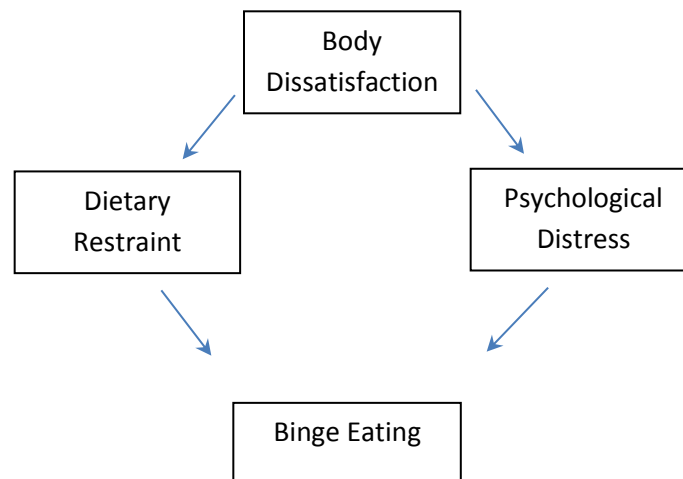 Body
Dissatisfaction
Dietary
Restraint
Psychological
Distress
Binge Eating